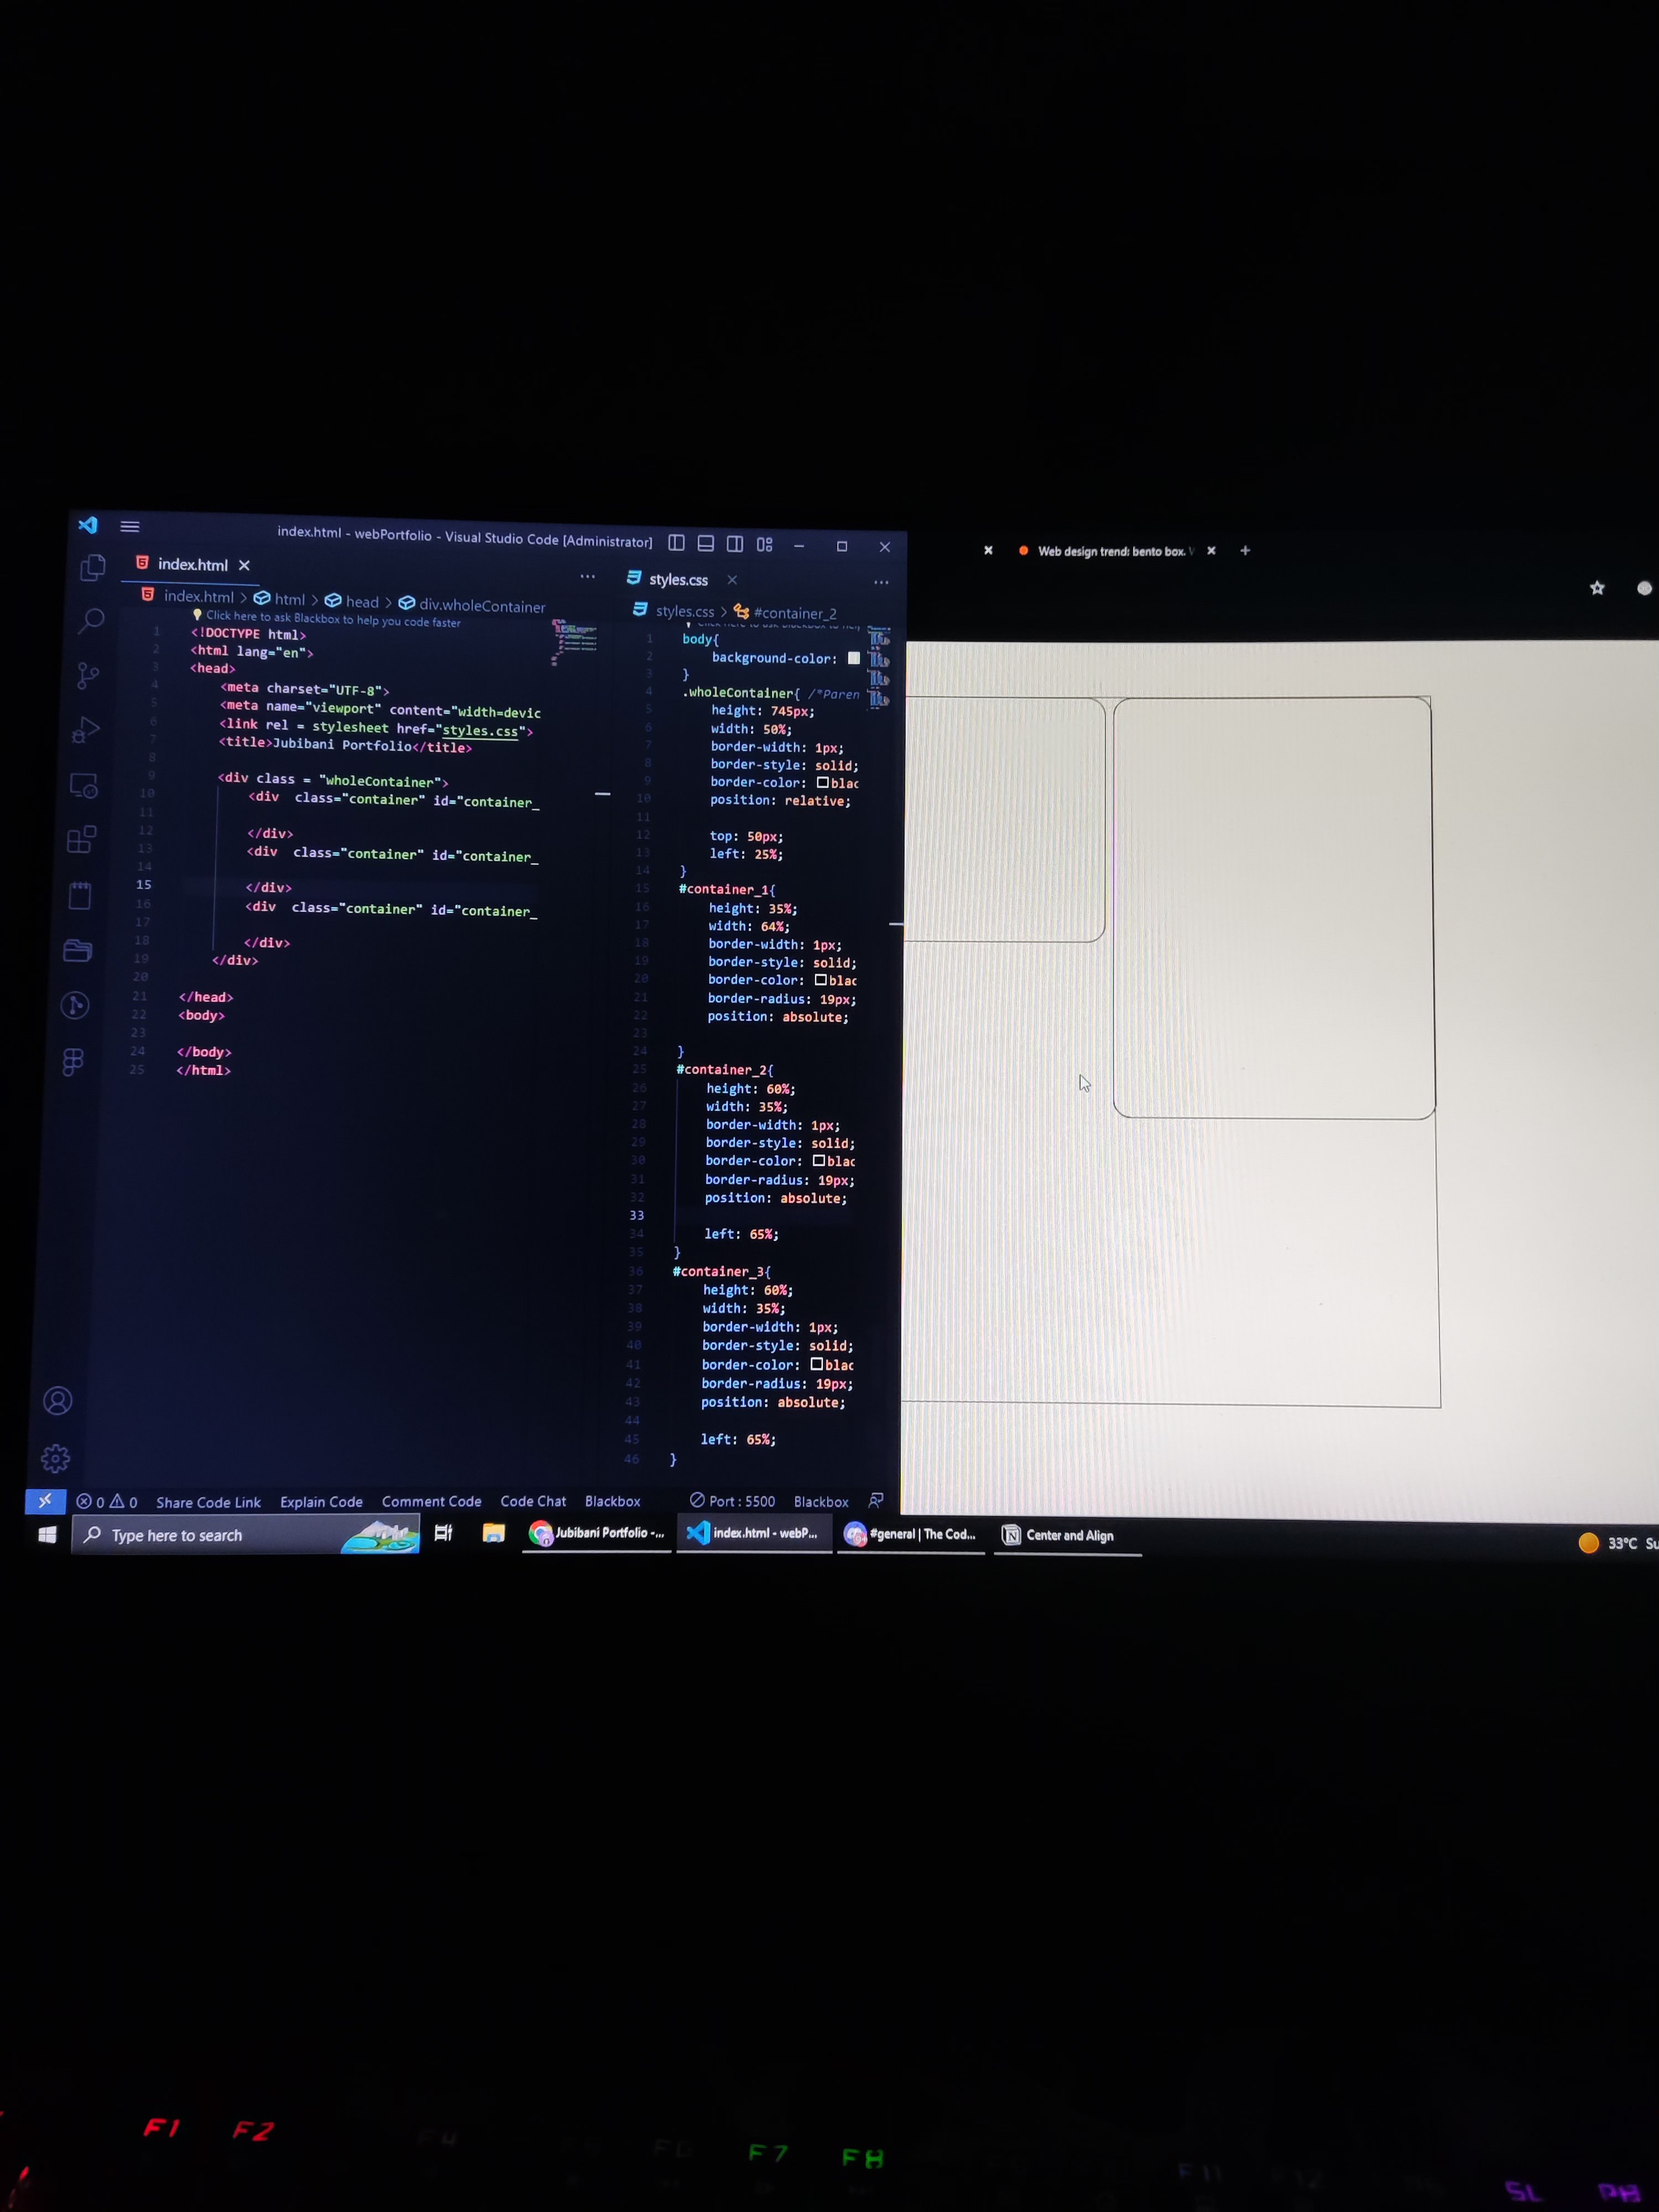 index.html - webPortfolio - Visual Studio Code [Administrator]
index.html
index.html > html > head > div.wholeContainer
Click here to ask Blackbox to help you code faster
1 <!DOCTYPE html>
2 <html lang="en">
3 <head>
4 <meta charset="UTF-8">
5 <meta name="viewport" content="width=devic
6 <link rel = stylesheet href="styles.css">
7 <title>Jubibani Portfolio</title>
8
9 <div class = "wholeContainer">
10 <div  class="container" id="container_
11
12 </div>
13 <div  class="container" id="container_
14
15 </div>
16 <div  class="container" id="container_
17
18 </div>
19 </div>
20
21 </head>
22 <body>
23
24 </body>
25 </html>
styles.css
styles.css > #container_2
1 body{
2 background-color:
3 }
4 .wholeContainer{ /*Paren
5 height: 745px;
6 width: 50%;
7 border-width: 1px;
8 border-style: solid;
9 border-color: blac
10 position: relative;
11
12 top: 50px;
13 left: 25%;
14 }
15 #container_1{
16 height: 35%;
17 width: 64%;
18 border-width: 1px;
19 border-style: solid;
20 border-color: blac
21 border-radius: 19px;
22 position: absolute;
23
24 }
25 #container_2{
26 height: 60%;
27 width: 35%;
28 border-width: 1px;
29 border-style: solid;
30 border-color: blac
31 border-radius: 19px;
32 position: absolute;
33
34 left: 65%;
35 }
36 #container_3{
37 height: 60%;
38 width: 35%;
39 border-width: 1px;
40 border-style: solid;
41 border-color: blac
42 border-radius: 19px;
43 position: absolute;
44
45 left: 65%;
46 }
Web design trend: bento box.
0 0 Share Code Link Explain Code Comment Code Code Chat Blackbox Port : 5500 Blackbox
Type here to search Jubibani Portfolio -... index.html - webP... #general | The Cod... Center and Align 33°C Su
F1 F2 F4 F7 F8 F11
SL PH